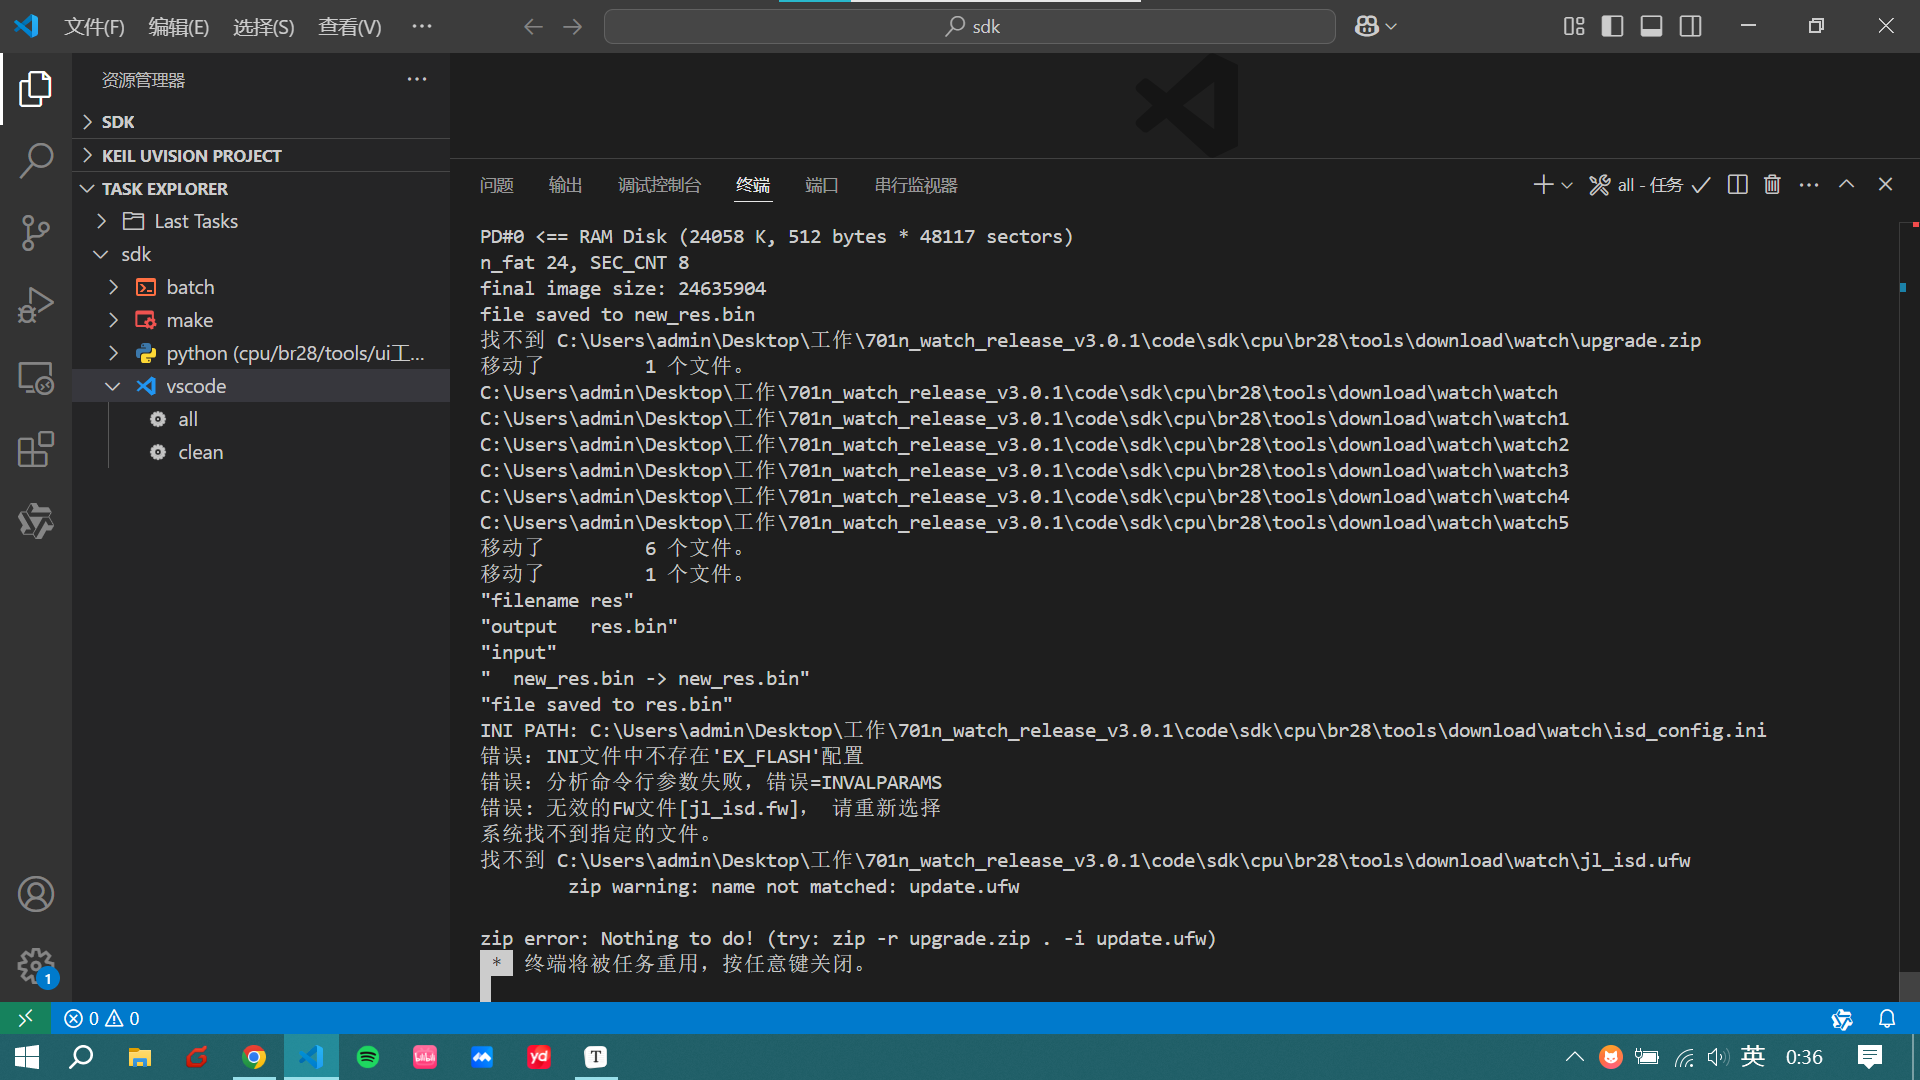 文件(F) 编辑(E) 选择(S) 查看(V) ··· sdk
资源管理器 ···
SDK
KEIL UVISION PROJECT
TASK EXPLORER
Last Tasks
sdk
batch
make
python (cpu/br28/tools/ui工...
vscode
all
clean
问题 输出 调试控制台 终端 端口 串行监视器 all - 任务 ···
PD#0 <== RAM Disk (24058 K, 512 bytes * 48117 sectors)
n_fat 24, SEC_CNT 8
final image size: 24635904
file saved to new_res.bin
找不到 C:\Users\admin\Desktop\工作\701n_watch_release_v3.0.1\code\sdk\cpu\br28\tools\download\watch\upgrade.zip
移动了         1 个文件。
C:\Users\admin\Desktop\工作\701n_watch_release_v3.0.1\code\sdk\cpu\br28\tools\download\watch\watch
C:\Users\admin\Desktop\工作\701n_watch_release_v3.0.1\code\sdk\cpu\br28\tools\download\watch\watch1
C:\Users\admin\Desktop\工作\701n_watch_release_v3.0.1\code\sdk\cpu\br28\tools\download\watch\watch2
C:\Users\admin\Desktop\工作\701n_watch_release_v3.0.1\code\sdk\cpu\br28\tools\download\watch\watch3
C:\Users\admin\Desktop\工作\701n_watch_release_v3.0.1\code\sdk\cpu\br28\tools\download\watch\watch4
C:\Users\admin\Desktop\工作\701n_watch_release_v3.0.1\code\sdk\cpu\br28\tools\download\watch\watch5
移动了         6 个文件。
移动了         1 个文件。
"filename res"
"output   res.bin"
"input"
"  new_res.bin -> new_res.bin"
"file saved to res.bin"
INI PATH: C:\Users\admin\Desktop\工作\701n_watch_release_v3.0.1\code\sdk\cpu\br28\tools\download\watch\isd_config.ini
错误: INI文件中不存在'EX_FLASH'配置
错误: 分析命令行参数失败，错误=INVALPARAMS
错误: 无效的FW文件[jl_isd.fw]， 请重新选择
系统找不到指定的文件。
找不到 C:\Users\admin\Desktop\工作\701n_watch_release_v3.0.1\code\sdk\cpu\br28\tools\download\watch\jl_isd.ufw
        zip warning: name not matched: update.ufw
zip error: Nothing to do! (try: zip -r upgrade.zip . -i update.ufw)
* 终端将被任务重用，按任意键关闭。
1
0 0
bilibili yd T 英 0:36